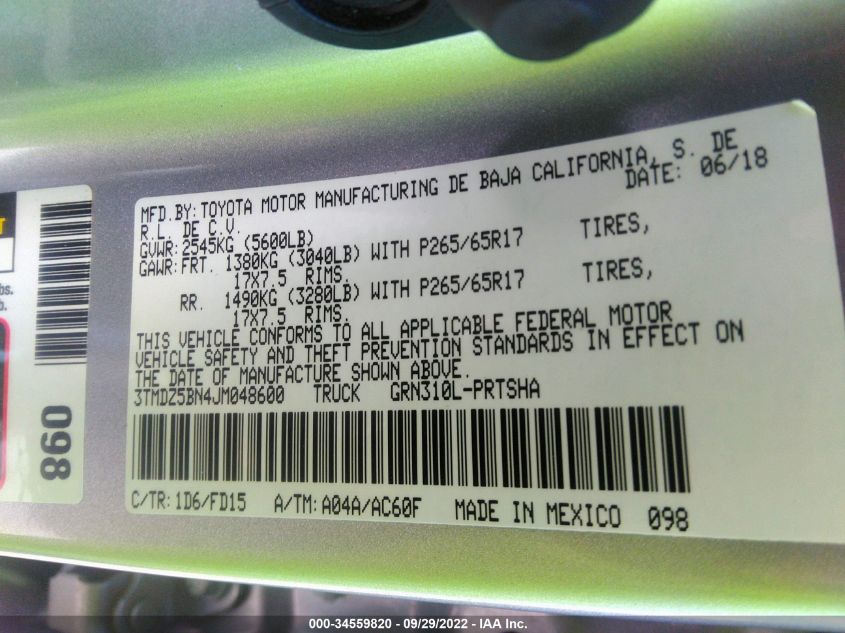 MFD.BY:TOYOTA MOTOR MANUFACTURING DE BAJA CALIFORNIA, S. DE
R.L. DE C.V. DATE: 06/18
GVWR:2545KG (5600LB)
GAWR:FRT. 1380KG (3040LB) WITH P265/65R17 TIRES,
17X7.5 RIMS.
RR. 1490KG (3280LB) WITH P265/65R17 TIRES,
17X7.5 RIMS.
THIS VEHICLE CONFORMS TO ALL APPLICABLE FEDERAL MOTOR
VEHICLE SAFETY AND THEFT PREVENTION STANDARDS IN EFFECT ON
THE DATE OF MANUFACTURE SHOWN ABOVE.
3TMDZ5BN4JM048600 TRUCK GRN310L-PRTSHA
C/TR:1D6/FD15 A/TM:A04A/AC60F MADE IN MEXICO 098
098
000-34559820 - 09/29/2022 - IAA Inc.